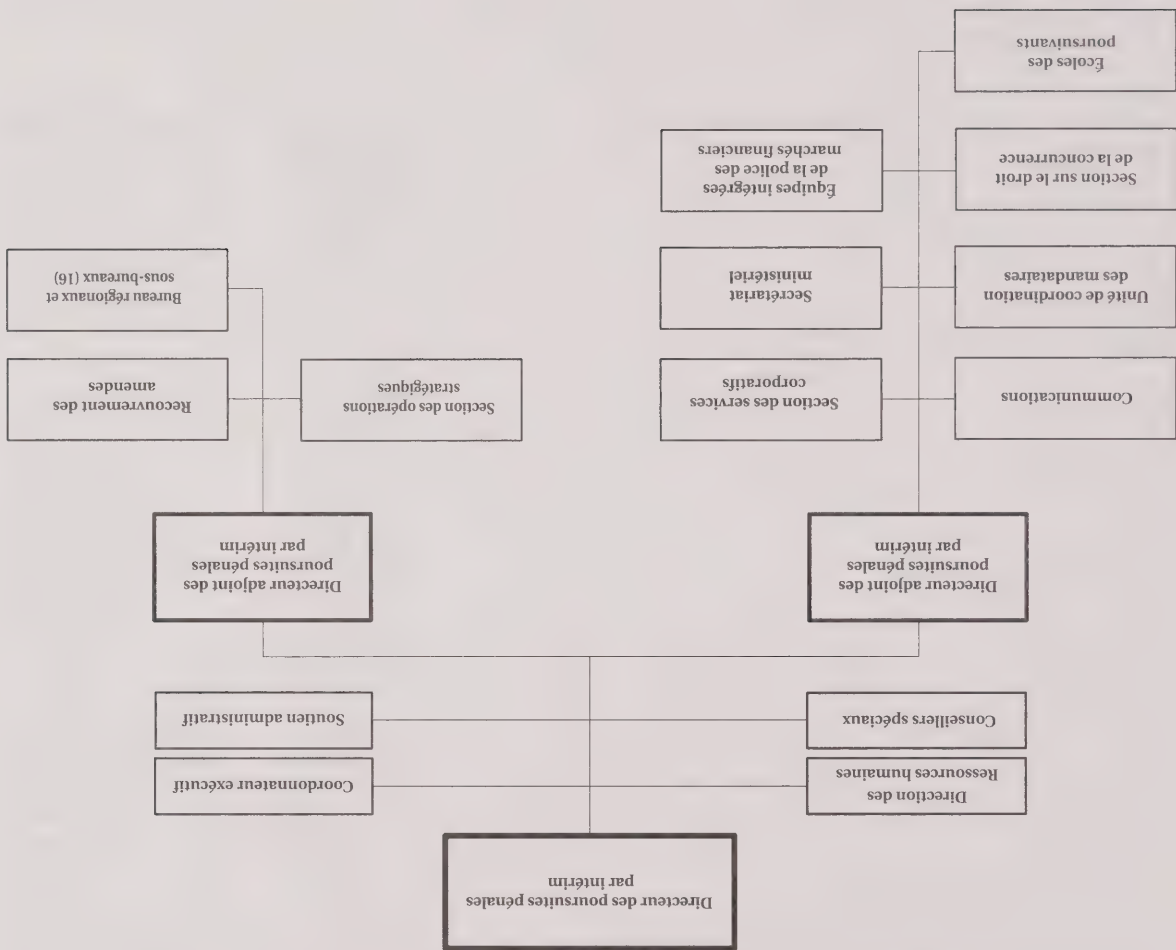 Directeur des poursuites pénales
par intérim
Direction des
Ressources humaines
Coordonnateur exécutif
Conseillers spéciaux
Soutien administratif
Directeur adjoint des
poursuites pénales
par intérim
Directeur adjoint des
poursuites pénales
par intérim
Communications
Section des services
corporatifs
Unité de coordination
des mandataires
Secrétariat
ministériel
Section sur le droit
de la concurrence
Équipes intégrées
de la police des
marchés financiers
Écoles des
poursuivants
Section des opérations
stratégiques
Recouvrement des
amendes
Bureau régionaux et
sous-bureaux (16)